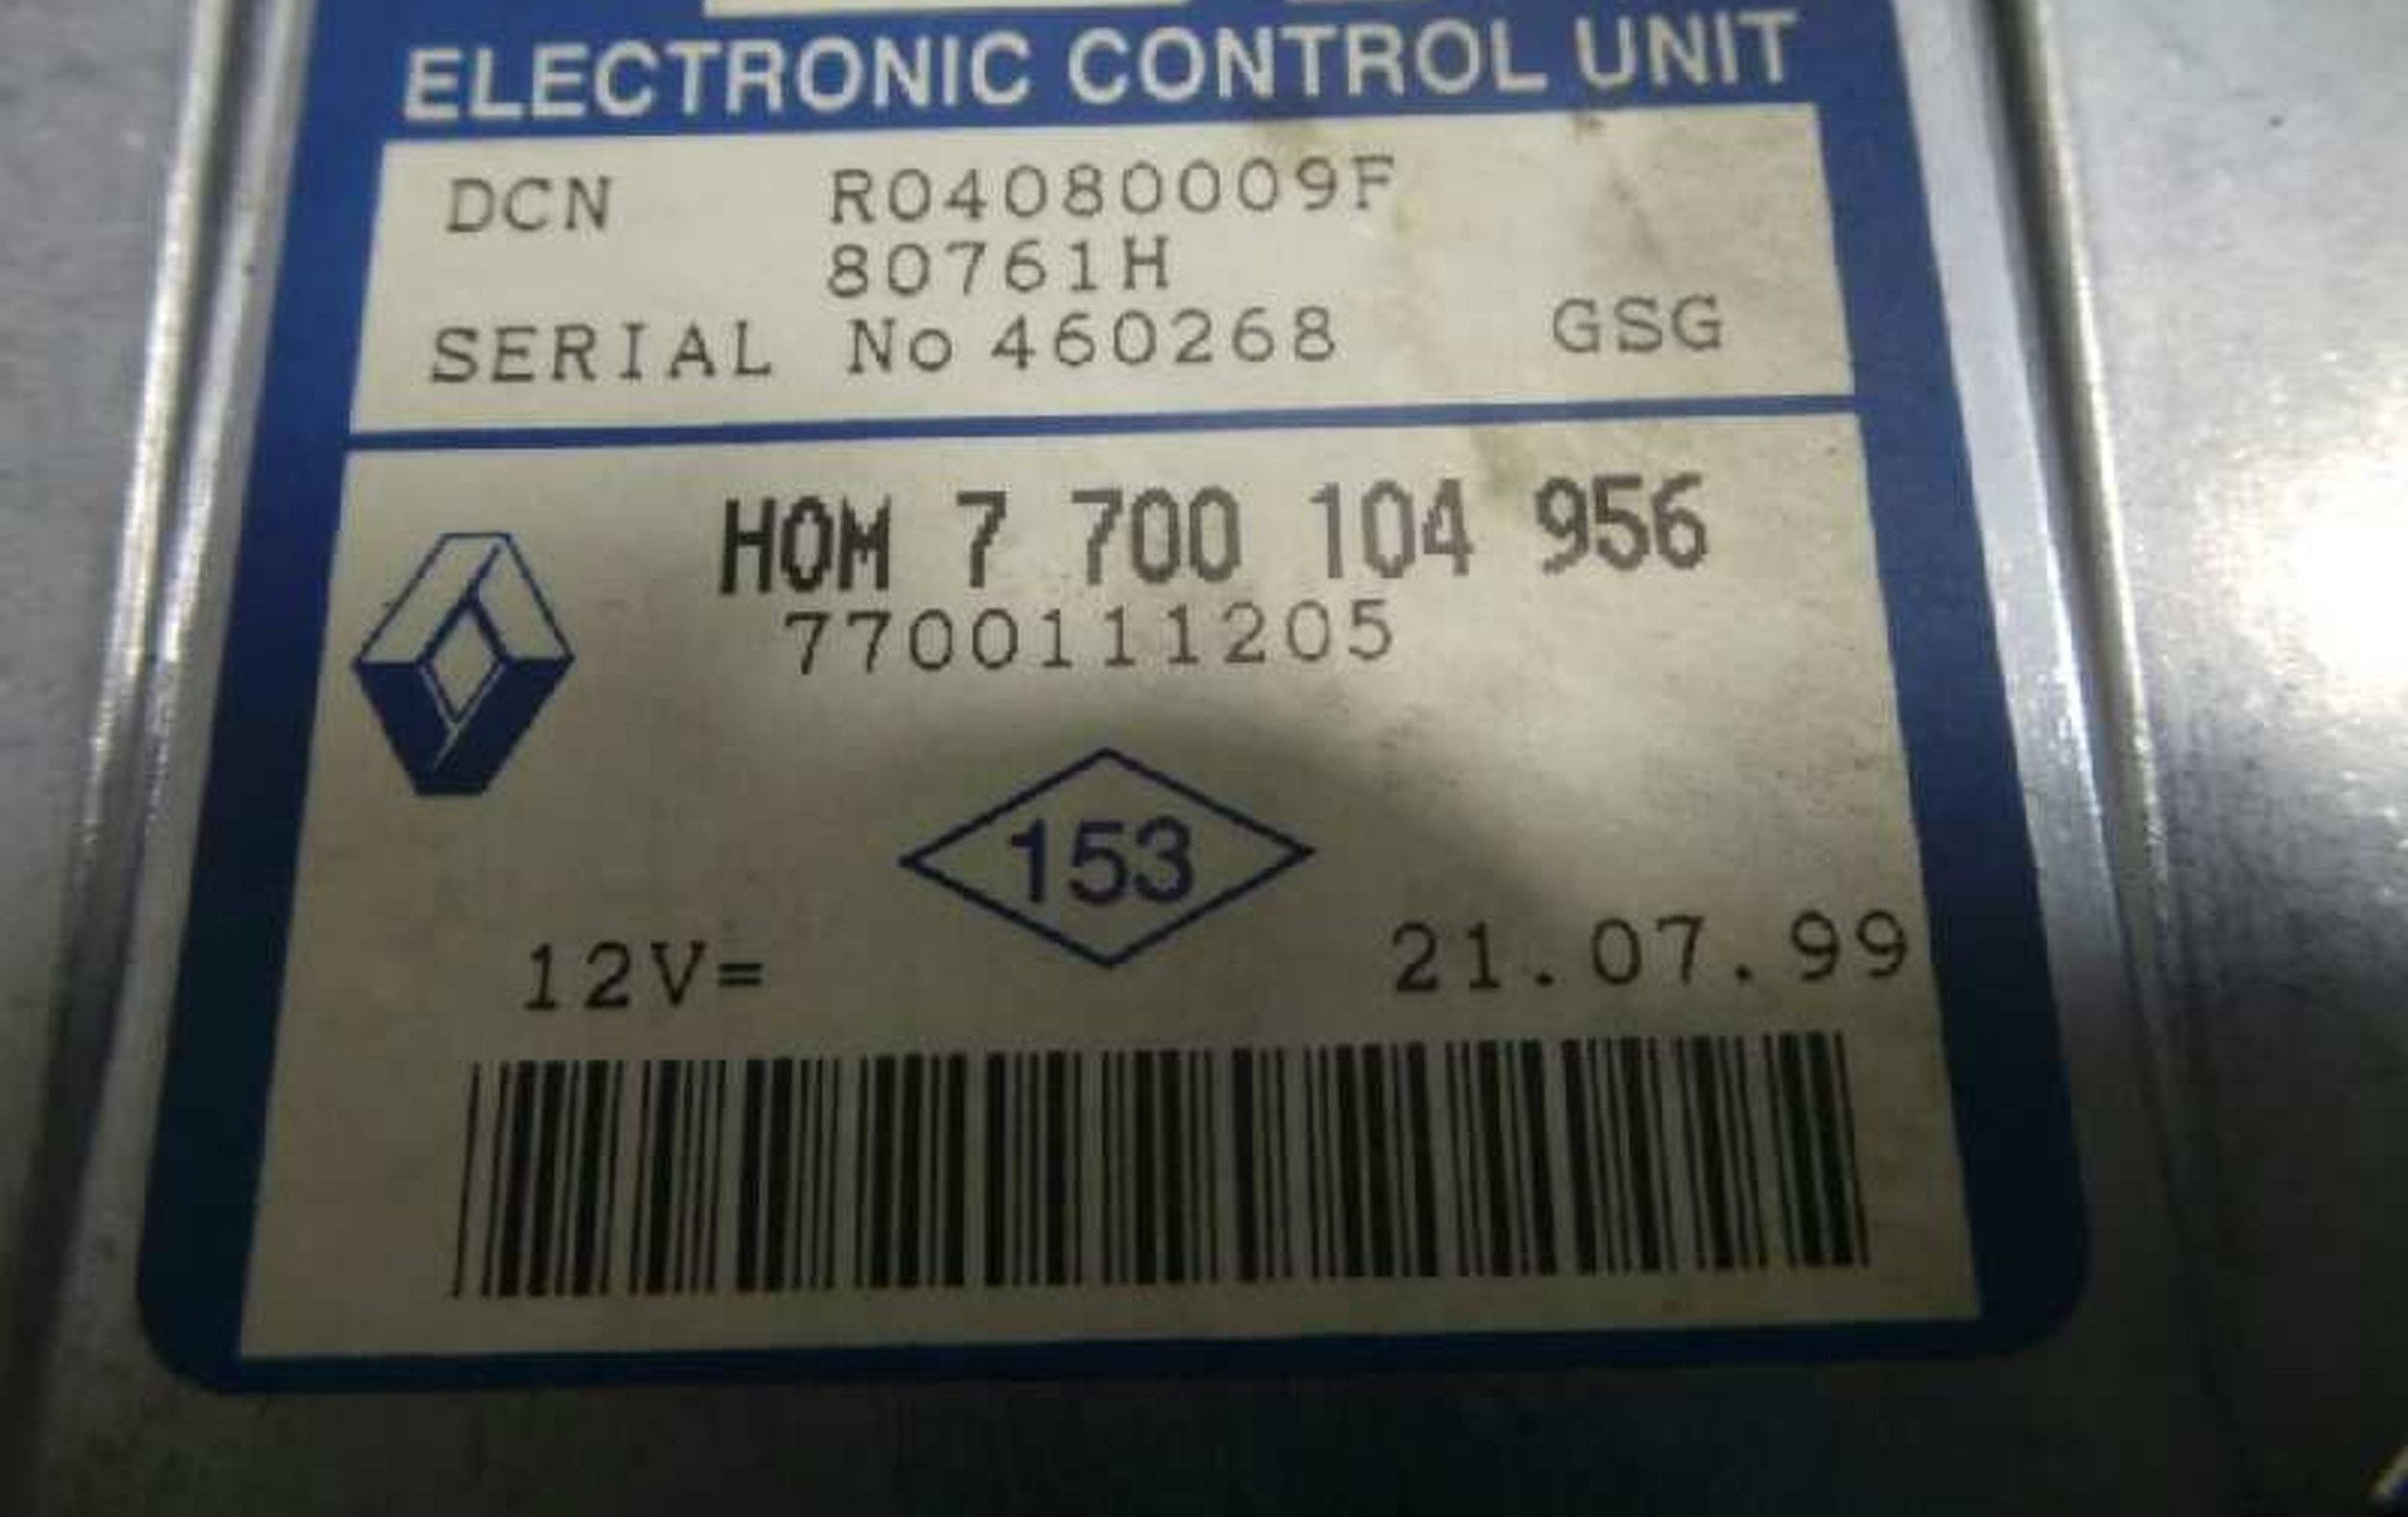 ELECTRONIC CONTROL UNIT
DCN R04080009F
80761H
SERIAL No 460268 GSG
HOM 7 700 104 956
7700111205
153
12V= 21.07.99